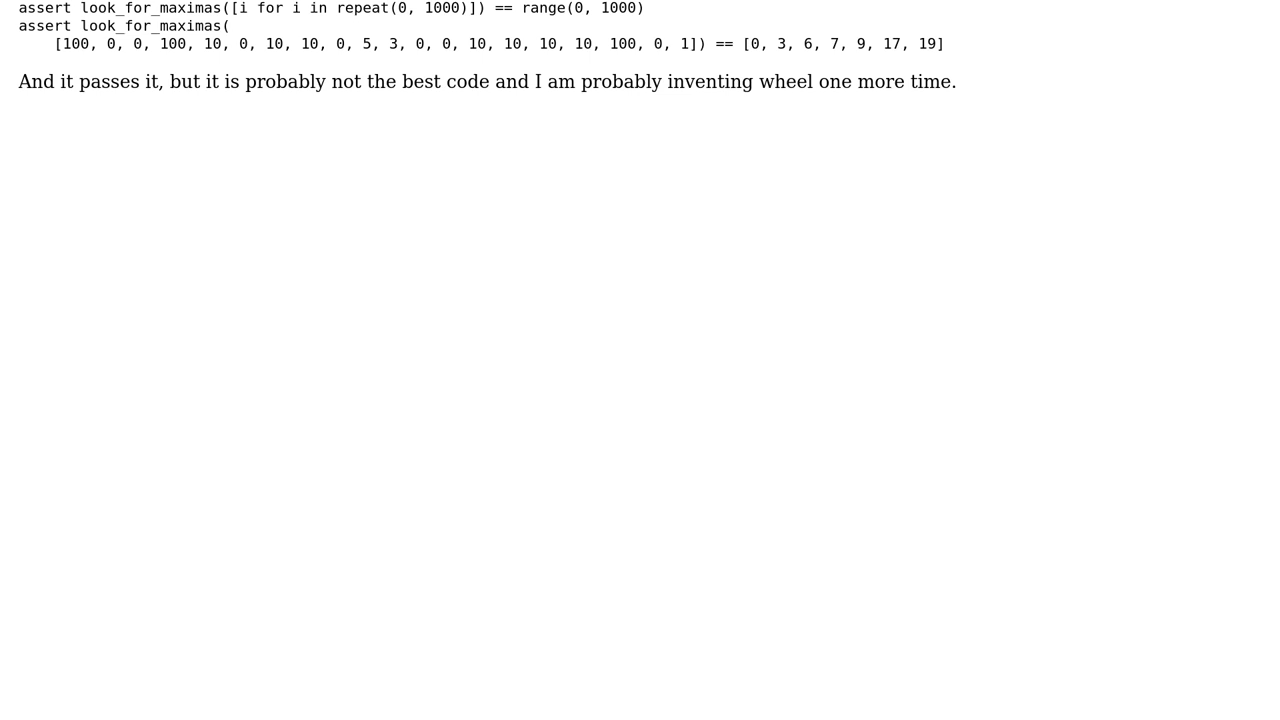 assert look_for_maximas([i for i in repeat(0, 1000)]) == range(0, 1000)
assert look_for_maximas(
    [100, 0, 0, 100, 10, 0, 10, 10, 0, 5, 3, 0, 0, 10, 10, 10, 10, 100, 0, 1]) == [0, 3, 6, 7, 9, 17, 19]
And it passes it, but it is probably not the best code and I am probably inventing wheel one more time.